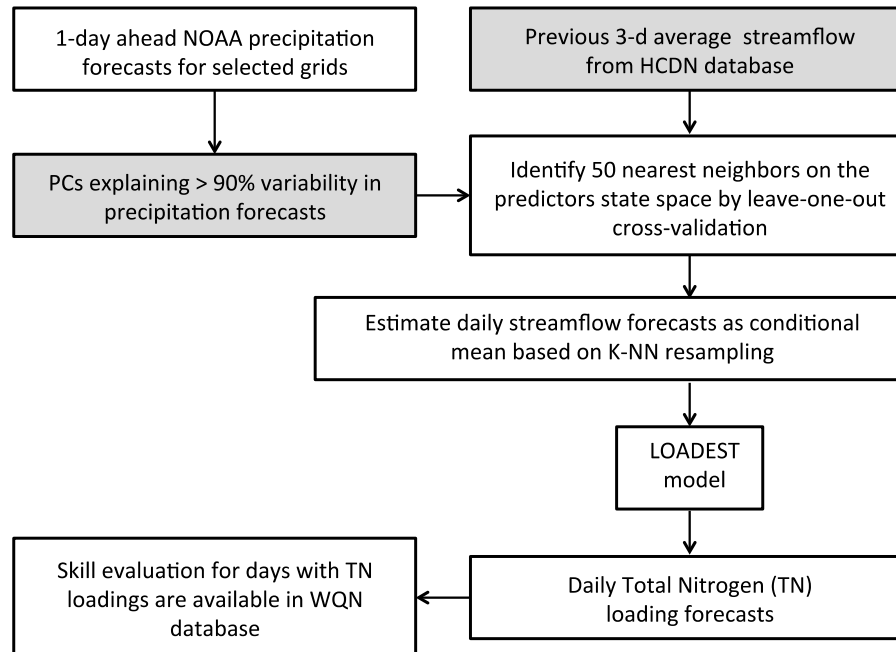 1-day ahead NOAA precipitation
forecasts for selected grids
Previous 3-d average streamflow
from HCDN database
PCs explaining > 90% variability in
precipitation forecasts
Identify 50 nearest neighbors on the
predictors state space by leave-one-out
cross-validation
Estimate daily streamflow forecasts as conditional
mean based on K-NN resampling
LOADEST
model
Skill evaluation for days with TN
loadings are available in WQN
database
Daily Total Nitrogen (TN)
loading forecasts